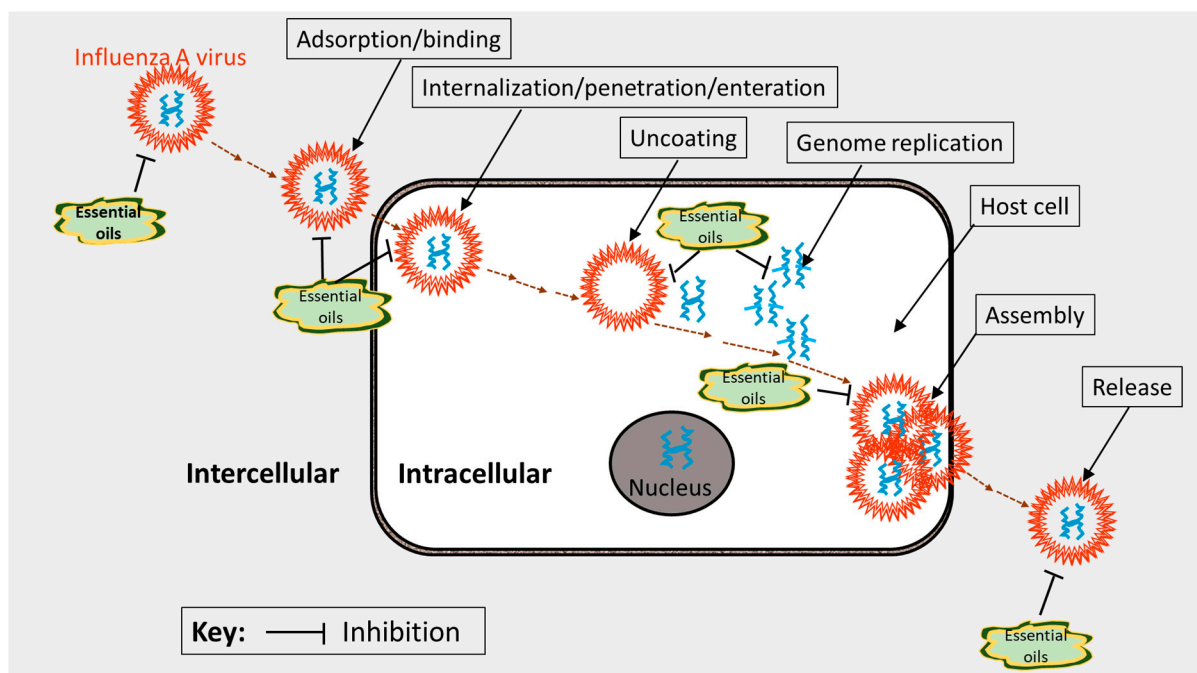 Influenza A virus
Adsorption/binding
Internalization/penetration/enteration
Uncoating
Genome replication
Essential
oils
Essential
oils
Host cell
Essential
oils
Assembly
Essential
oils
Release
Intercellular
Intracellular
Nucleus
Key:
Inhibition
Essential
oils